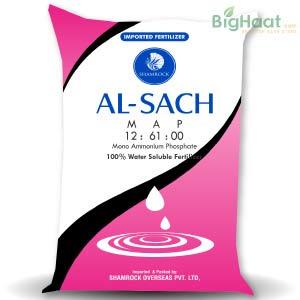 BigHaat
IMPORTED FERTILIZER
SHAMROCK
AL-SACH
MAP
12:61:00
Mono Ammonium Phosphate
100% Water Soluble Fertilizer
Imported & Packed by
SHAMROCK OVERSEAS PVT. LTD.